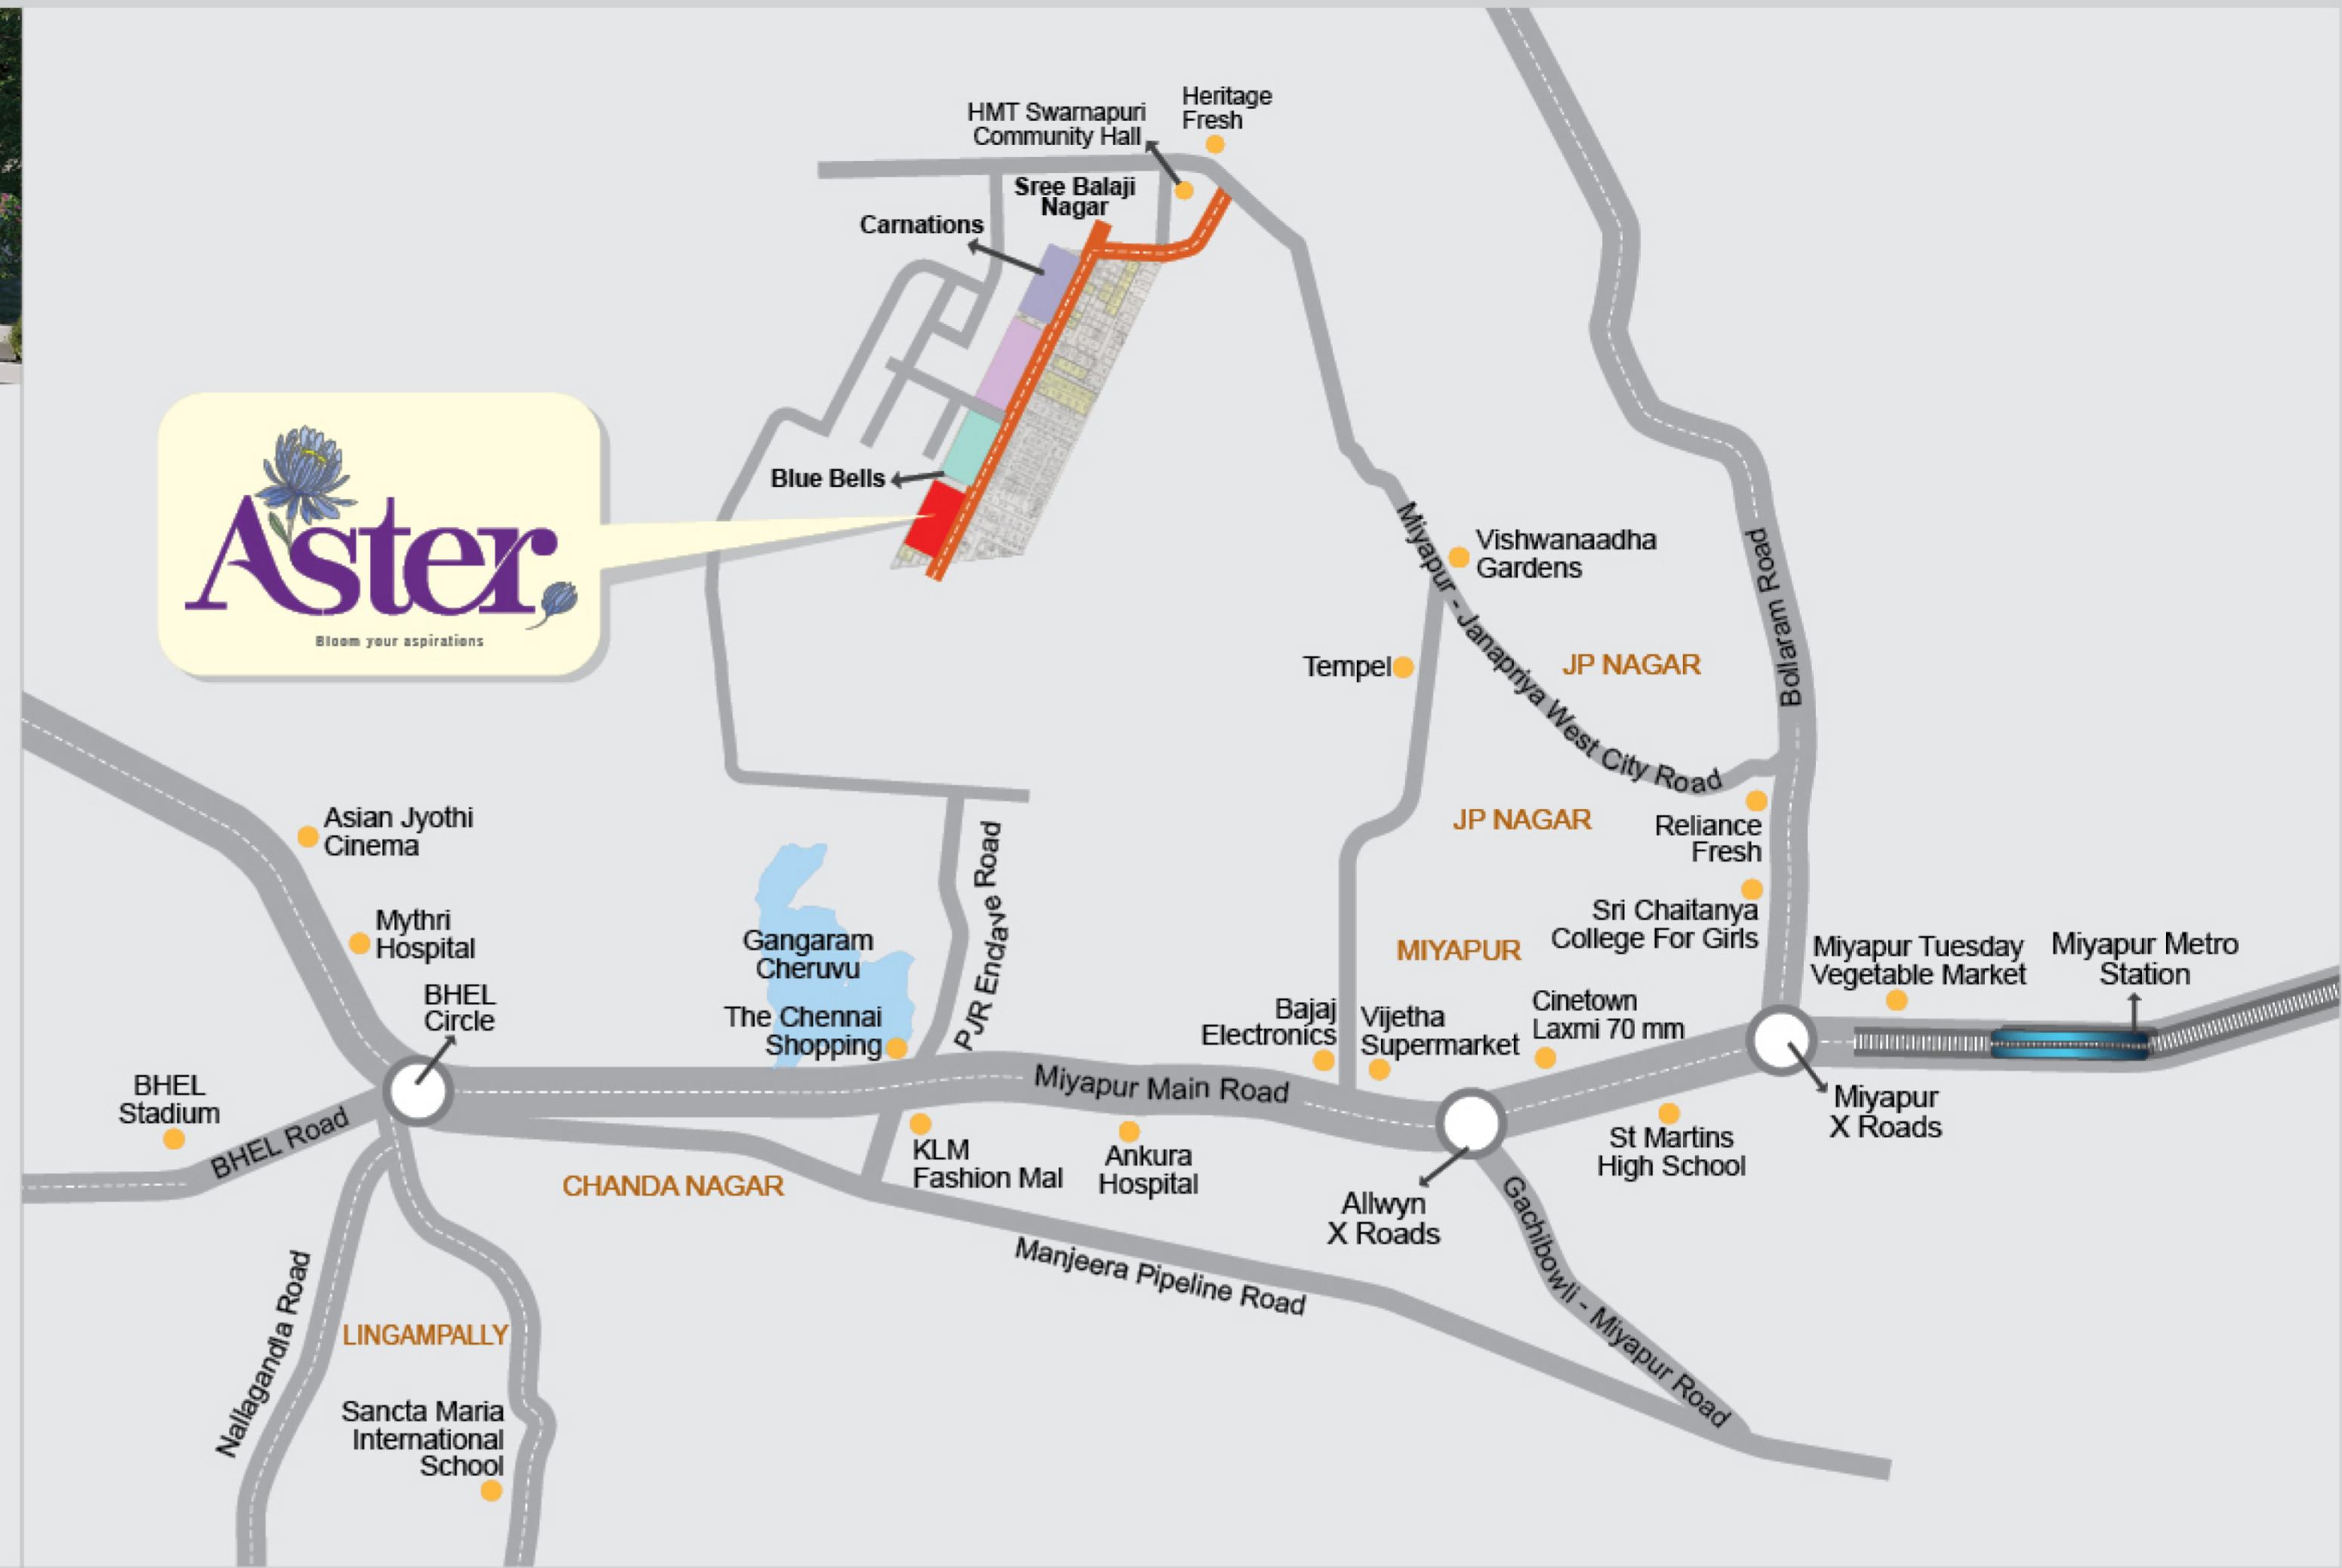 Heritage
Fresh
HMT Swarnapuri
Community Hall
Sree Balaji
Nagar
Carnations
Blue Bells
Aster
Bloom your aspirations
Vishwanaadha
Gardens
Miyapur - Janapriya West City Road
Bollaram Road
JP NAGAR
Tempel
JP NAGAR
Reliance
Fresh
Sri Chaitanya
College For Girls
MIYAPUR
Asian Jyothi
Cinema
Mythri
Hospital
BHEL
Circle
BHEL
Stadium
BHEL Road
Gangaram
Cheruvu
The Chennai
Shopping
PJR Enclave Road
Miyapur Main Road
Bajaj
Electronics
Vijetha
Supermarket
Cinetown
Laxmi 70 mm
Miyapur Tuesday
Vegetable Market
Miyapur Metro
Station
Miyapur
X Roads
St Martins
High School
Allwyn
X Roads
KLM
Fashion Mal
Ankura
Hospital
CHANDA NAGAR
Manjeera Pipeline Road
Gachibowli - Miyapur Road
Nallagandla Road
LINGAMPALLY
Sancta Maria
International
School